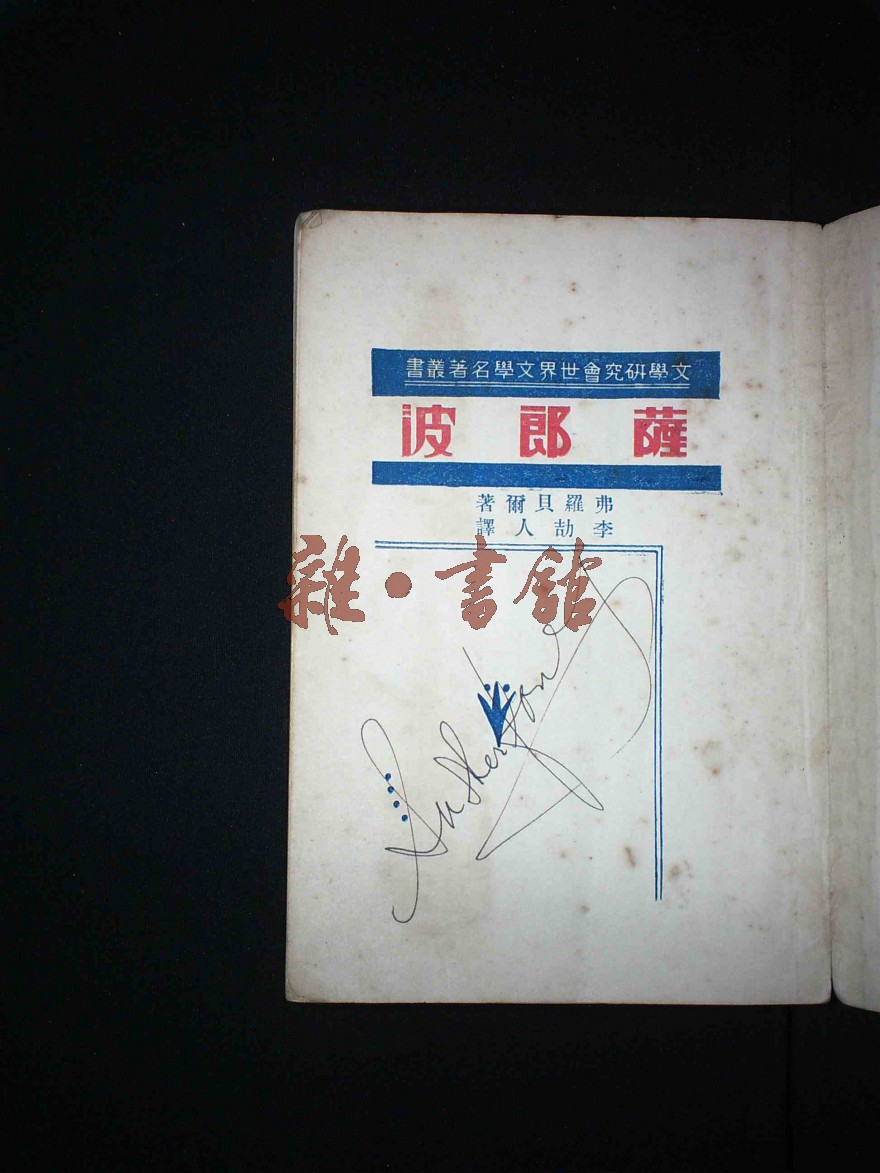 文學研究會世界文學名著叢書
薩郎波
弗羅貝爾著
李劼人譯
雜·書館